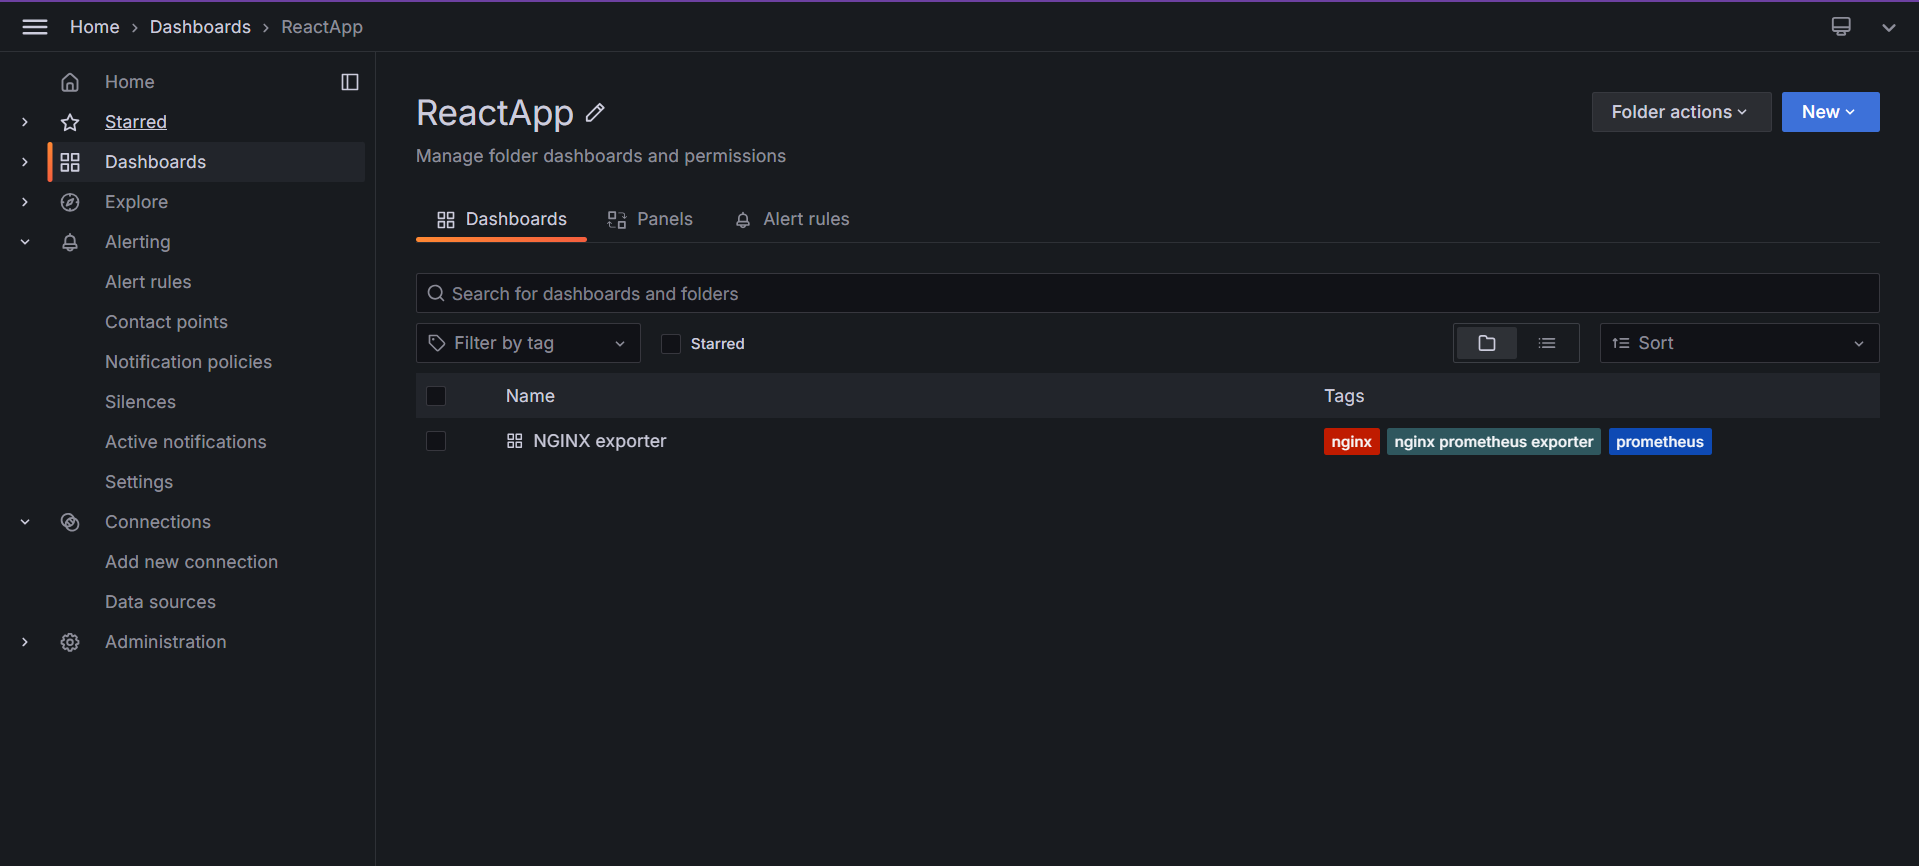 Home › Dashboards › ReactApp
Home
Starred
Dashboards
Explore
Alerting
Alert rules
Contact points
Notification policies
Silences
Active notifications
Settings
Connections
Add new connection
Data sources
Administration
ReactApp
Folder actions
New
Manage folder dashboards and permissions
Dashboards Panels Alert rules
Search for dashboards and folders
Filter by tag Starred Sort
Name Tags
NGINX exporter nginx nginx prometheus exporter prometheus